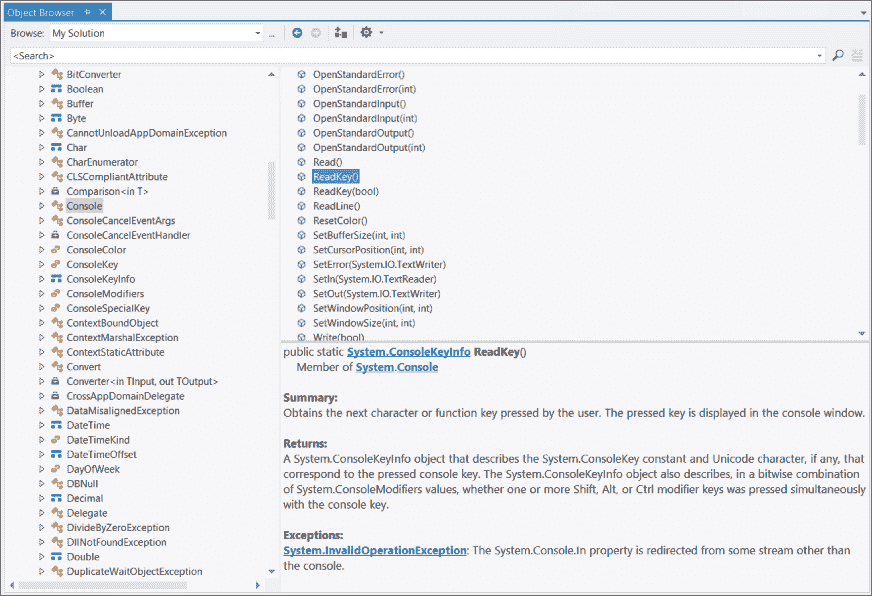 Object Browser
Browse: My Solution ...
<Search>
BitConverter
Boolean
Buffer
Byte
CannotUnloadAppDomainException
Char
CharEnumerator
CLSCompliantAttribute
Comparison<in T>
Console
ConsoleCancelEventArgs
ConsoleCancelEventHandler
ConsoleColor
ConsoleKey
ConsoleKeyInfo
ConsoleModifiers
ConsoleSpecialKey
ContextBoundObject
ContextMarshalException
ContextStaticAttribute
Convert
Converter<in TInput, out TOutput>
CrossAppDomainDelegate
DataMisalignedException
DateTime
DateTimeKind
DateTimeOffset
DayOfWeek
DBNull
Decimal
Delegate
DivideByZeroException
DllNotFoundException
Double
DuplicateWaitObjectException
OpenStandardError()
OpenStandardError(int)
OpenStandardInput()
OpenStandardInput(int)
OpenStandardOutput()
OpenStandardOutput(int)
Read()
ReadKey()
ReadKey(bool)
ReadLine()
ResetColor()
SetBufferSize(int, int)
SetCursorPosition(int, int)
SetError(System.IO.TextWriter)
SetIn(System.IO.TextReader)
SetOut(System.IO.TextWriter)
SetWindowPosition(int, int)
SetWindowSize(int, int)
Write(bool)
public static System.ConsoleKeyInfo ReadKey()
Member of System.Console
Summary:
Obtains the next character or function key pressed by the user. The pressed key is displayed in the console window.
Returns:
A System.ConsoleKeyInfo object that describes the System.ConsoleKey constant and Unicode character, if any, that
correspond to the pressed console key. The System.ConsoleKeyInfo object also describes, in a bitwise combination
of System.ConsoleModifiers values, whether one or more Shift, Alt, or Ctrl modifier keys was pressed simultaneously
with the console key.
Exceptions:
System.InvalidOperationException: The System.Console.In property is redirected from some stream other than
the console.